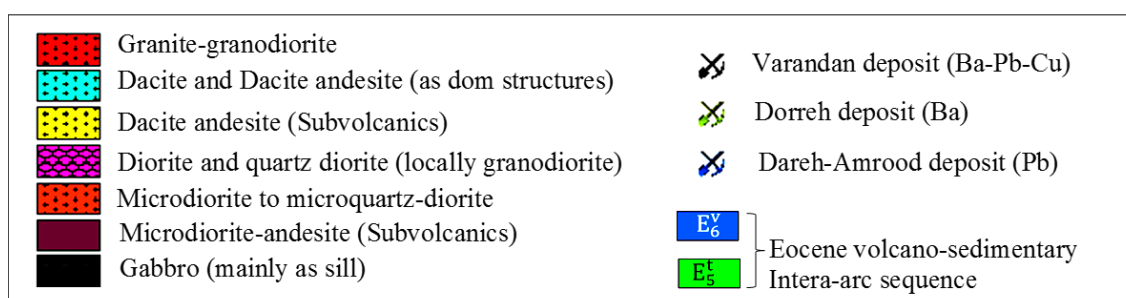 Granite-granodiorite
Dacite and Dacite andesite (as dom structures)
Dacite andesite (Subvolcanics)
Diorite and quartz diorite (locally granodiorite)
Microdiorite to microquartz-diorite
Microdiorite-andesite (Subvolcanics)
Gabbro (mainly as sill)
Varandan deposit (Ba-Pb-Cu)
Dorreh deposit (Ba)
Dareh-Amrood deposit (Pb)
E₆ᵛ
E₅ᵗ
Eocene volcano-sedimentary
Intera-arc sequence